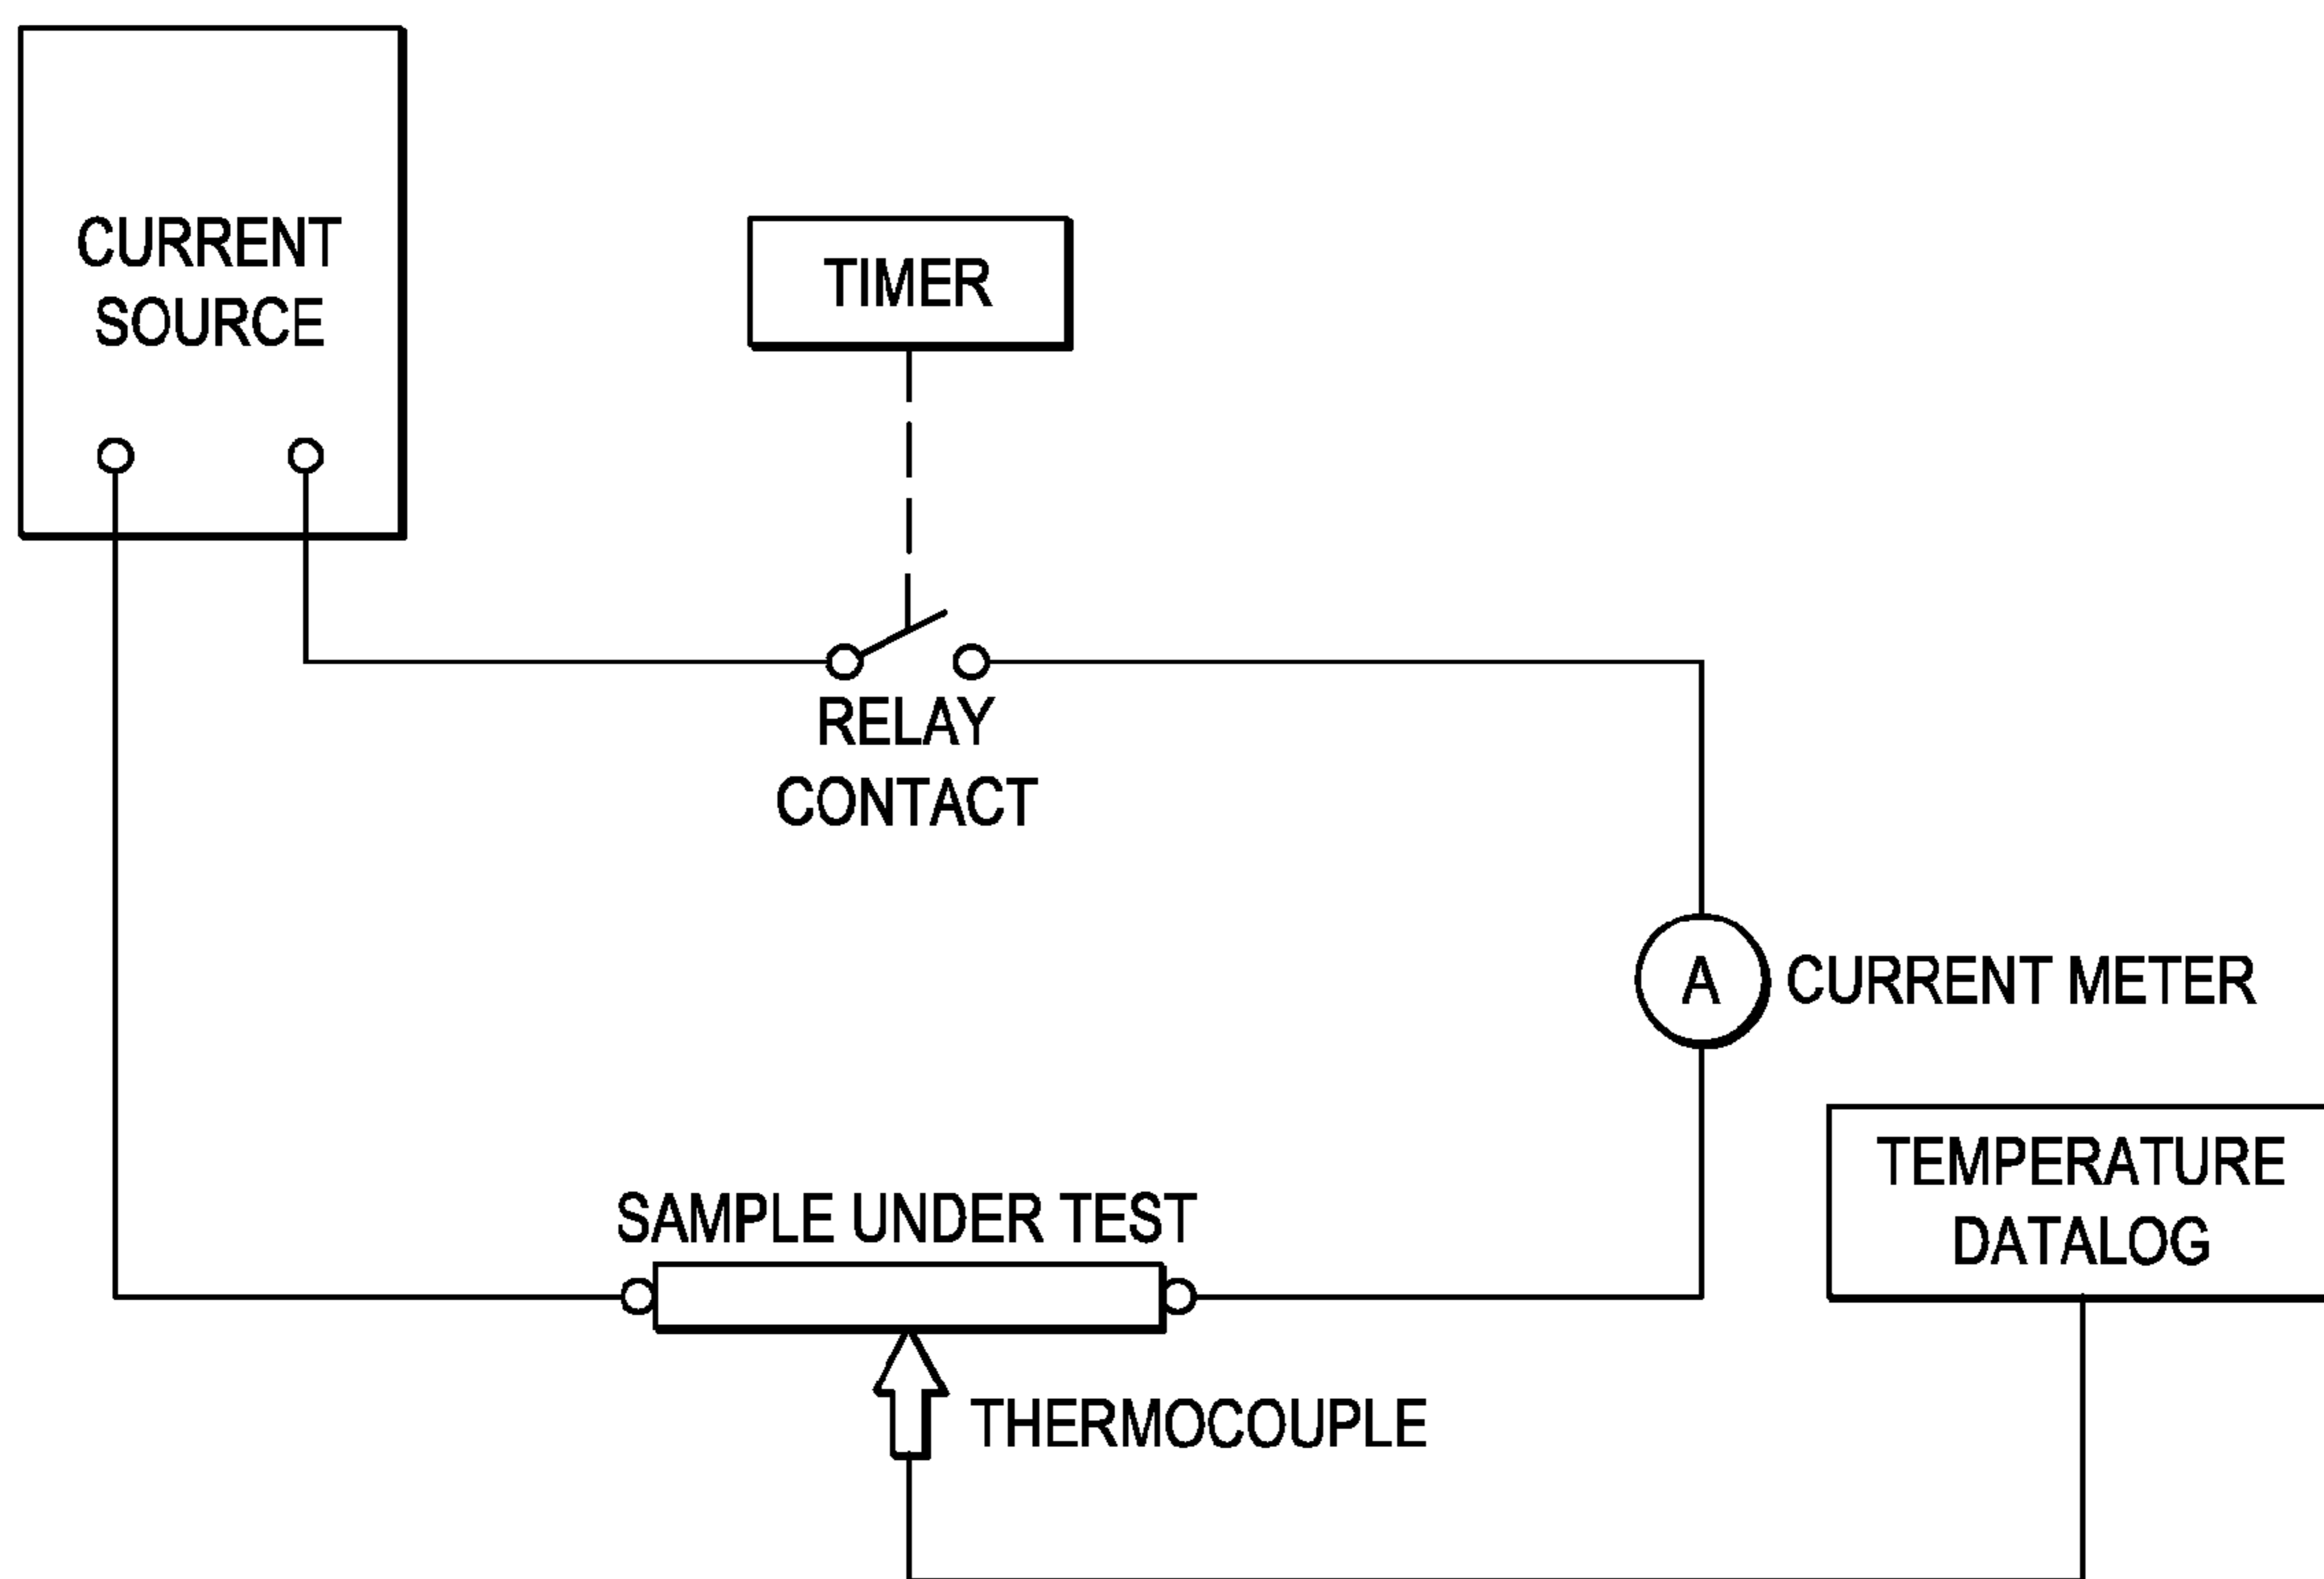 CURRENT
SOURCE
TIMER
RELAY
CONTACT
A
CURRENT METER
TEMPERATURE
DATALOG
SAMPLE UNDER TEST
THERMOCOUPLE